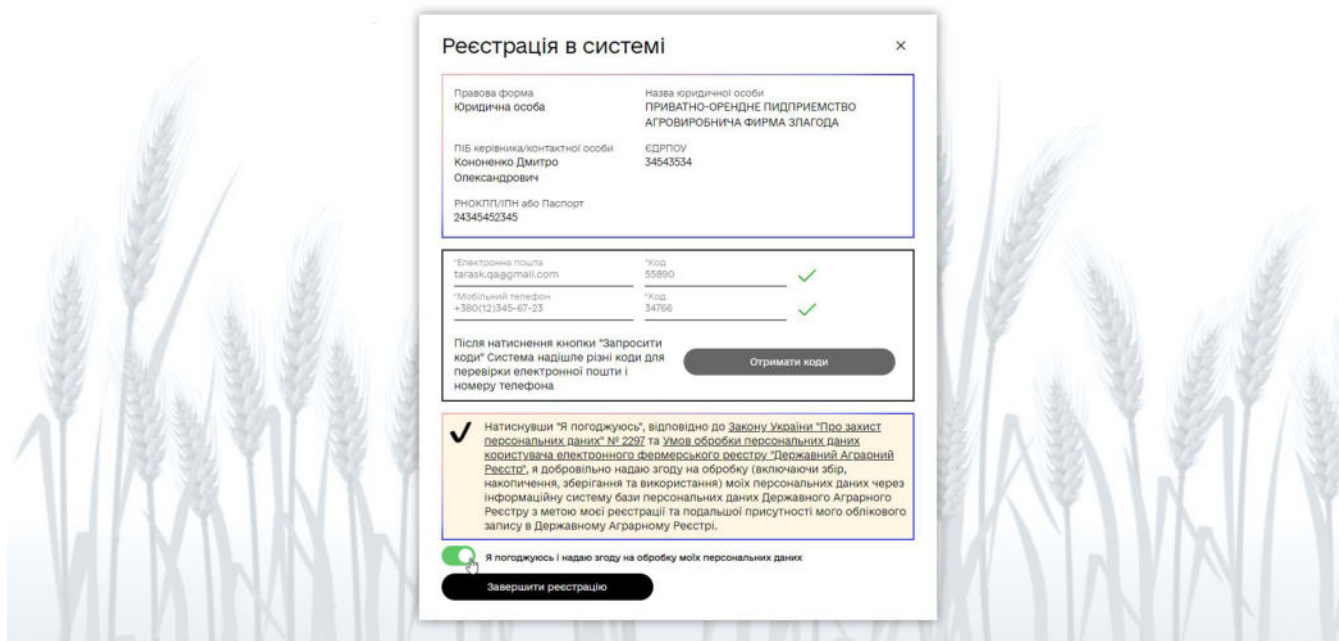 Реєстрація в системі
Правова форма
Юридична особа
Назва юридичної особи
ПРИВАТНО-ОРЕНДНЕ ПИДПРИЕМСТВО
АГРОВИРОБНИЧА ФИРМА ЗЛАГОДА
ПІБ керівника/контактної особи
Кононенко Дмитро
Олександрович
ЄДРПОУ
34543534
РНОКПП/ІПН або Паспорт
24345452345
*Електронна пошта
tarask.qa@gmail.com
*Код
55890
*Мобільний телефон
+380(12)345-67-23
*Код
34766
Після натиснення кнопки "Запросити
коди" Система надішле різні коди для
перевірки електронної пошти і
номеру телефона
Отримати коди
Натиснувши "Я погоджуюсь", відповідно до Закону України "Про захист
персональних даних" № 2297 та Умов обробки персональних даних
користувача електронного фермерського реєстру "Державний Аграрний
Реєстр", я добровільно надаю згоду на обробку (включаючи збір,
накопичення, зберігання та використання) моїх персональних даних через
інформаційну систему бази персональних даних Державного Аграрного
Реєстру з метою моєї реєстрації та подальшої присутності мого облікового
запису в Державному Аграрному Реєстрі.
Я погоджуюсь і надаю згоду на обробку моїх персональних даних
Завершити реєстрацію